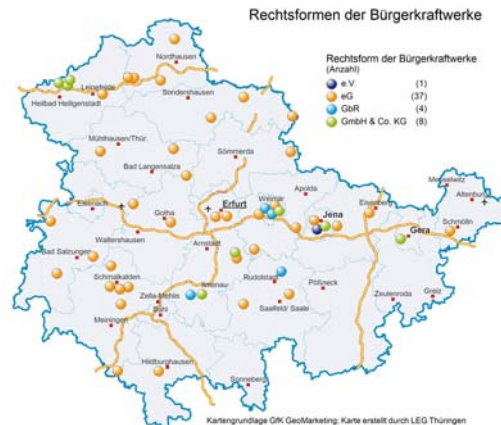 Rechtsformen der Bürgerkraftwerke
Rechtsform der Bürgerkraftwerke
(Anzahl)
e.V. (1)
eG (37)
GbR (4)
GmbH & Co. KG (8)
Nordhausen
Leinefelde
Heilbad Heiligenstadt
Sondershausen
Mühlhausen/Thür.
Bad Langensalza
Sömmerda
Apolda
Weimar
Erfurt
Jena
Eisenberg
Meuselwitz
Altenburg
Schmölln
Eisenach
Gotha
Gera
Waltershausen
Arnstadt
Bad Salzungen
Schmalkalden
Ilmenau
Rudolstadt
Pößneck
Zella-Mehlis
Suhl
Saalfeld/ Saale
Zeulenroda
Greiz
Meiningen
Hildburghausen
Sonneberg
Kartengrundlage GfK GeoMarketing; Karte erstellt durch LEG Thüringen